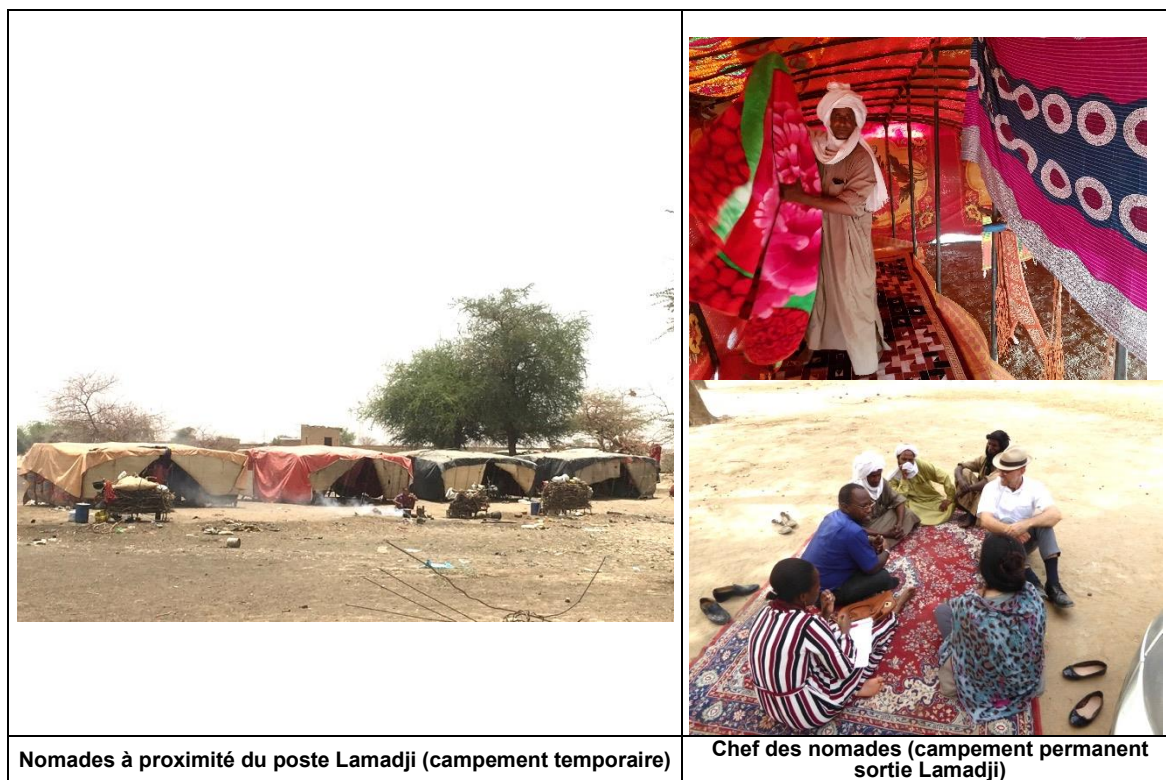 Nomades à proximité du poste Lamadji (campement temporaire)
Chef des nomades (campement permanent
sortie Lamadji)